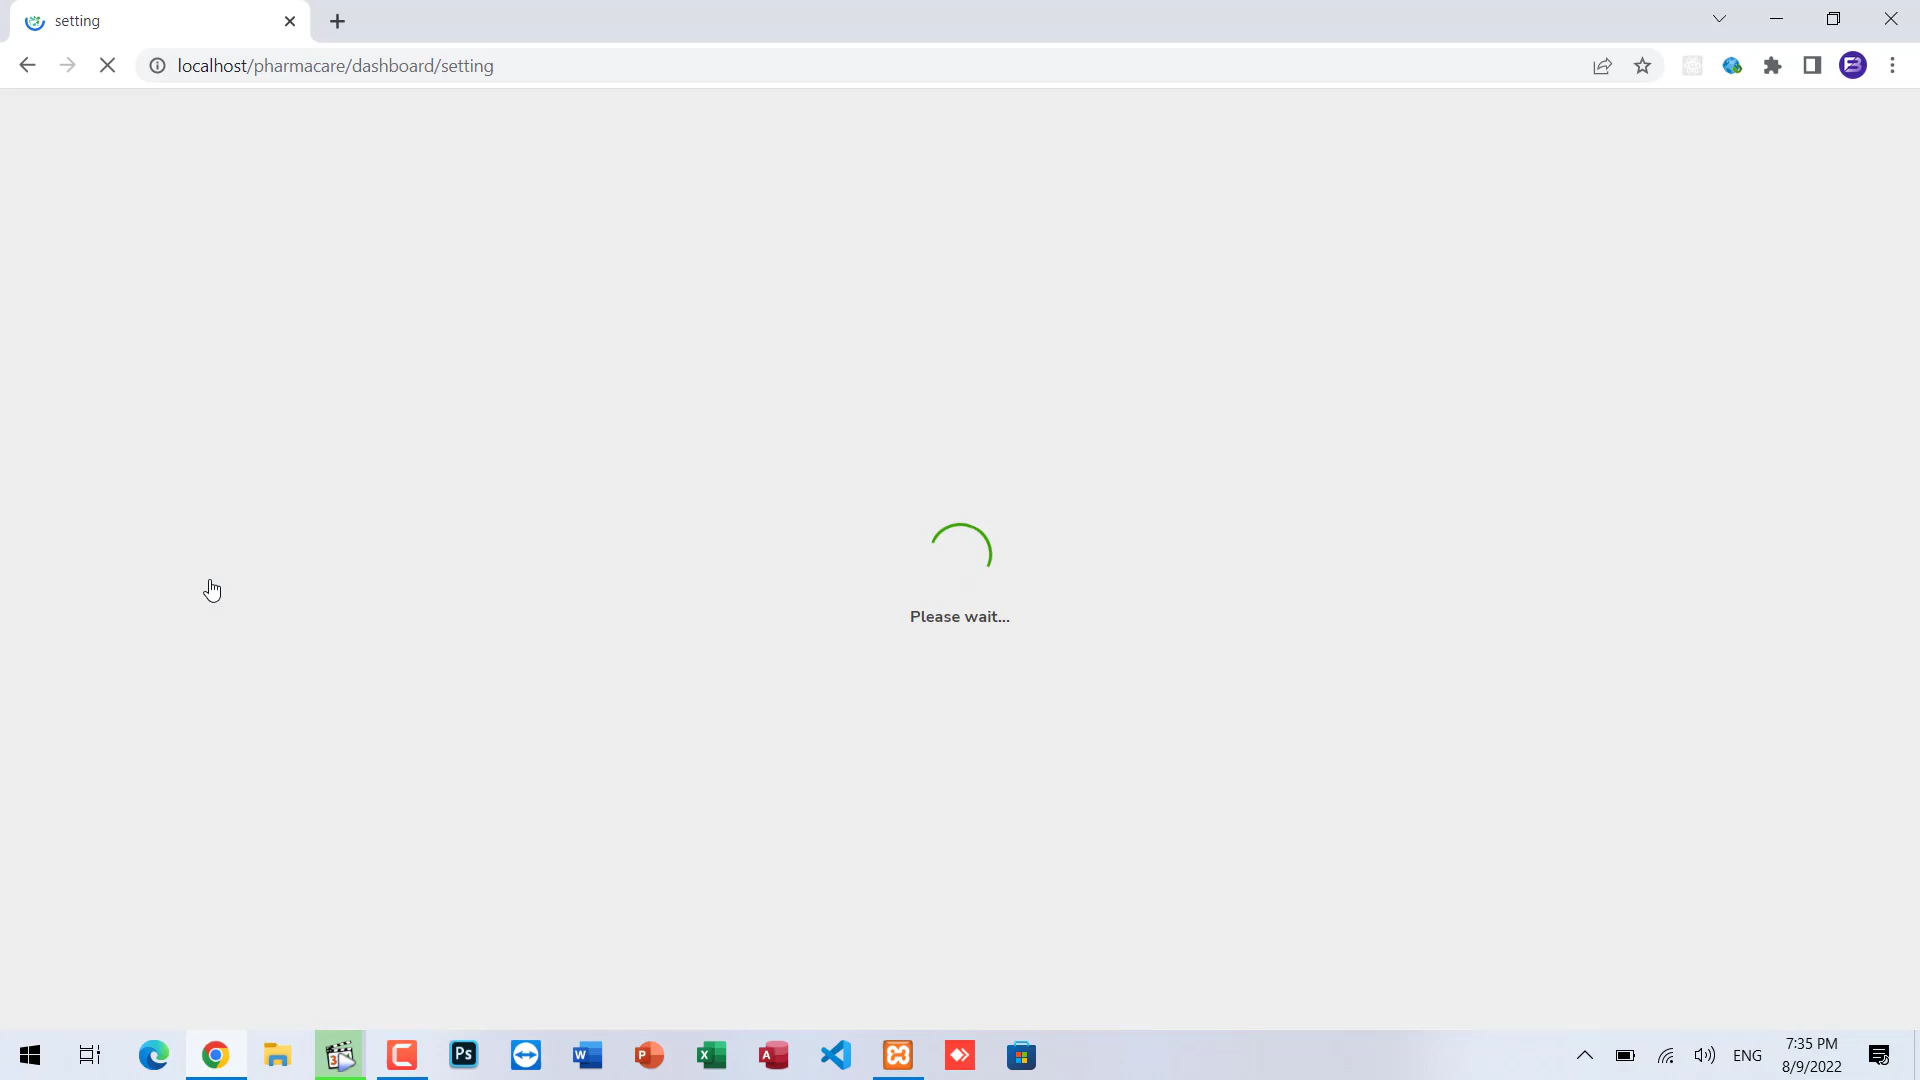 setting
localhost/pharmacare/dashboard/setting
Please wait...
ENG
7:35 PM
8/9/2022